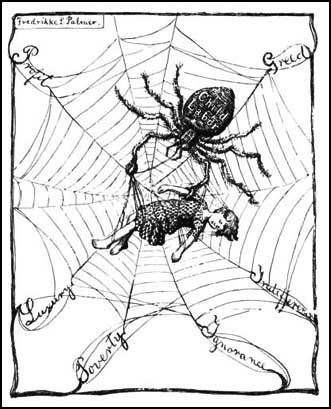 Fredrikke S. Palmer.
Profit
Greed
Luxury
Indifference
Poverty
Ignorance